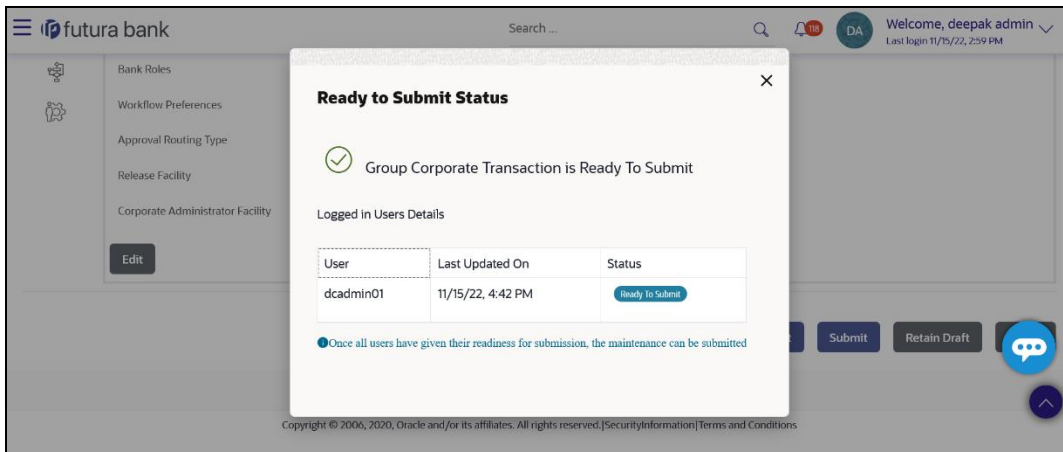 futura bank
Search ...
118
DA
Welcome, deepak admin
Last login 11/15/22, 2:59 PM
Bank Roles
Workflow Preferences
Approval Routing Type
Release Facility
Corporate Administrator Facility
Edit
Ready to Submit Status
Group Corporate Transaction is Ready To Submit
Logged in Users Details
User Last Updated On Status
dcadmin01 11/15/22, 4:42 PM Ready To Submit
Once all users have given their readiness for submission, the maintenance can be submitted
Submit Retain Draft
Copyright © 2006, 2020, Oracle and/or its affiliates. All rights reserved.|SecurityInformation|Terms and Conditions